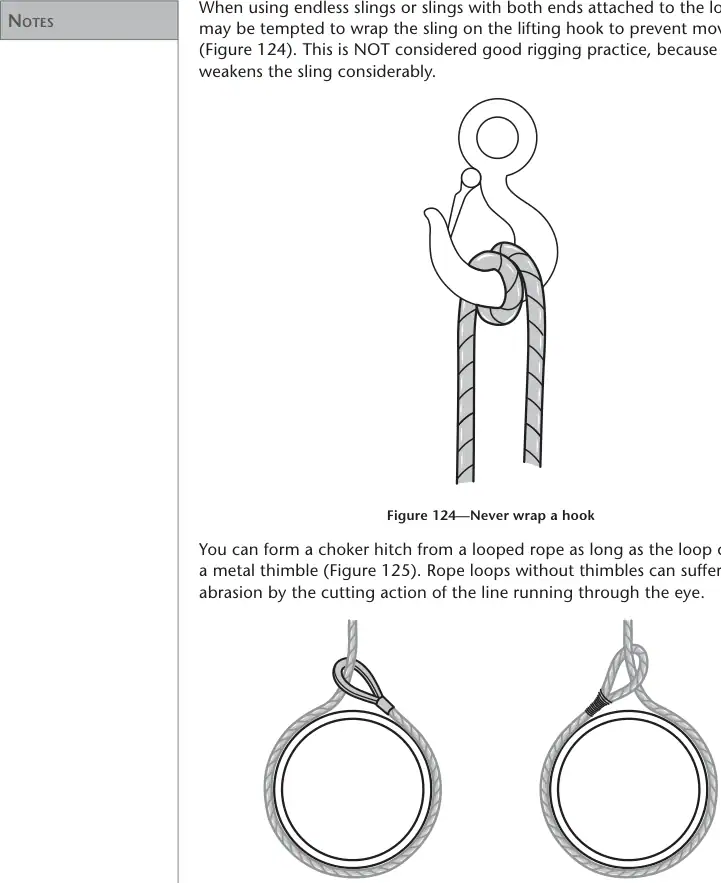 NOTES
When using endless slings or slings with both ends attached to the lo
may be tempted to wrap the sling on the lifting hook to prevent mov
(Figure 124). This is NOT considered good rigging practice, because
weakens the sling considerably.
Figure 124—Never wrap a hook
You can form a choker hitch from a looped rope as long as the loop
a metal thimble (Figure 125). Rope loops without thimbles can suffer
abrasion by the cutting action of the line running through the eye.